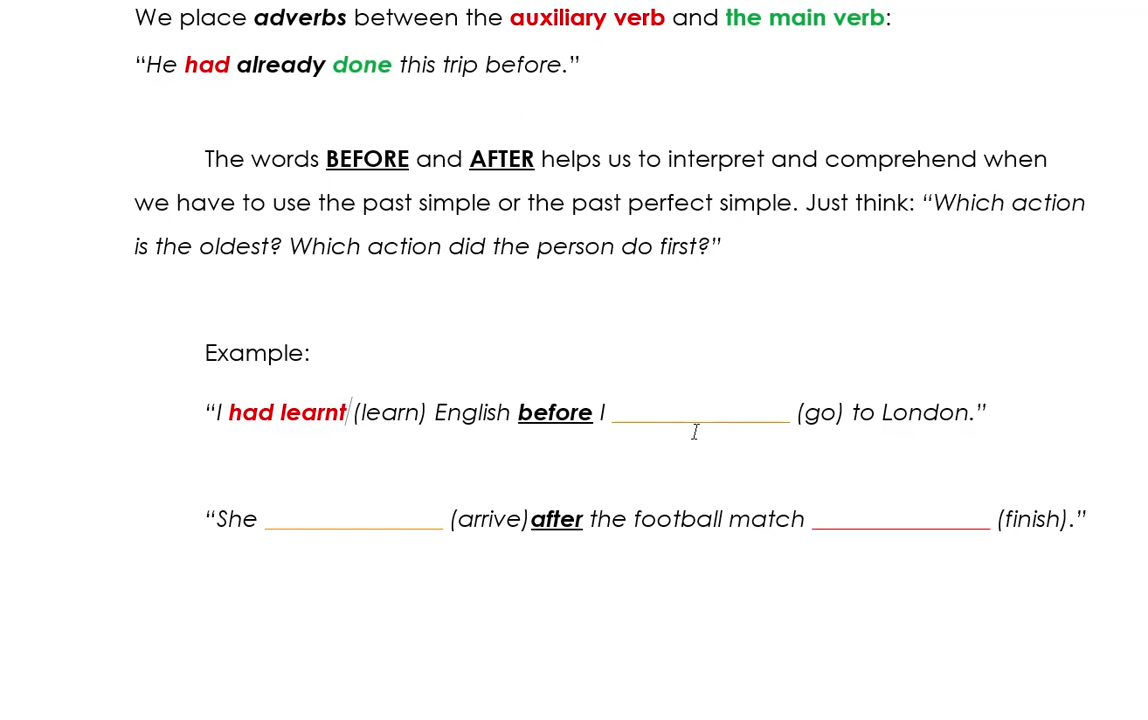 We place adverbs between the auxiliary verb and the main verb:
“He had already done this trip before.”
The words BEFORE and AFTER helps us to interpret and comprehend when
we have to use the past simple or the past perfect simple. Just think: “Which action
is the oldest? Which action did the person do first?”
Example:
“I had learnt (learn) English before I ______________ (go) to London.”
“She ______________ (arrive)after the football match ______________ (finish).”